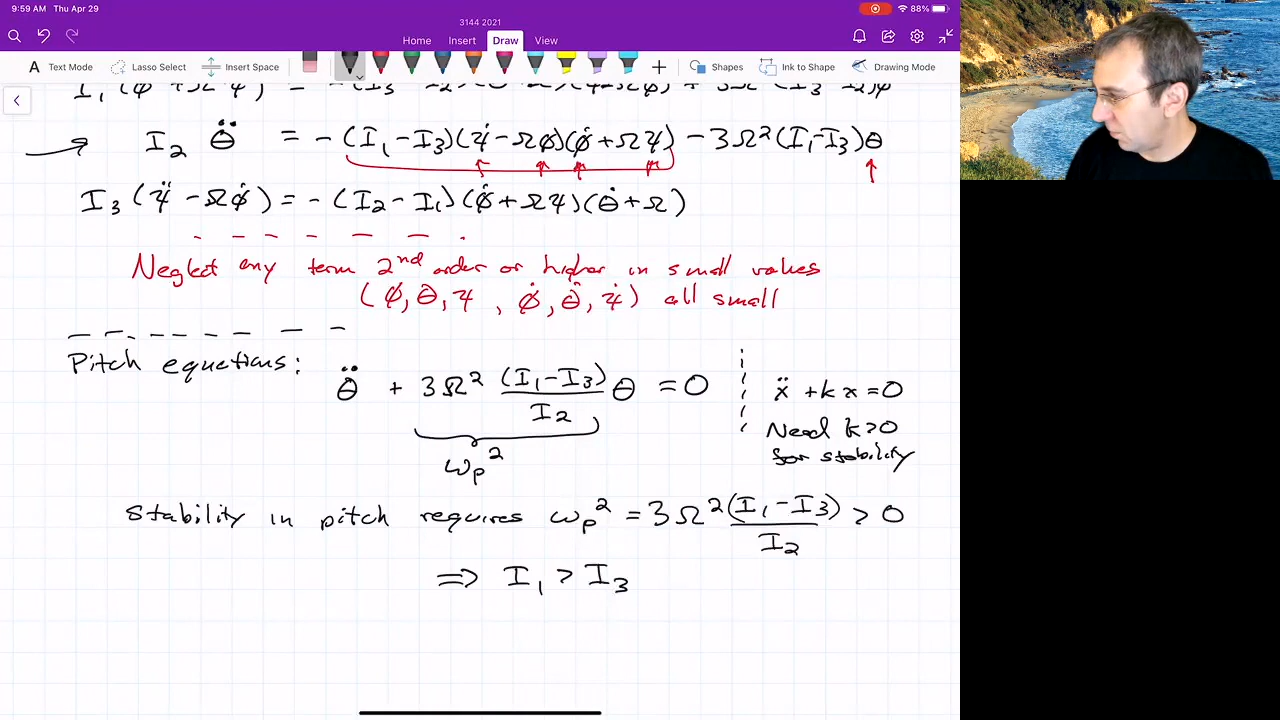 9:59 AM Thu Apr 29
88%
3144 2021
Home Insert Draw View
Text Mode Lasso Select Insert Space Shapes Ink to Shape Drawing Mode
I₂ θ̈ = - (I₁-I₃)(ψ̇-Ωφ)(φ̇+Ωψ) - 3Ω²(I₁-I₃)θ
I₃ (ψ̈ - Ωφ̇) = - (I₂-I₁)(φ̇+Ωψ)(θ̇+Ω)
Neglect any term 2nd order or higher in small values
(φ, θ, ψ, φ̇, θ̇, ψ̇) all small
Pitch equations:
θ̈ + 3Ω² (I₁-I₃)/I₂ θ = 0
ωₚ²
ẍ + kx = 0
Need k>0
for stability
Stability in pitch requires ωₚ² = 3Ω² (I₁-I₃)/I₂ > 0
⇒ I₁ > I₃